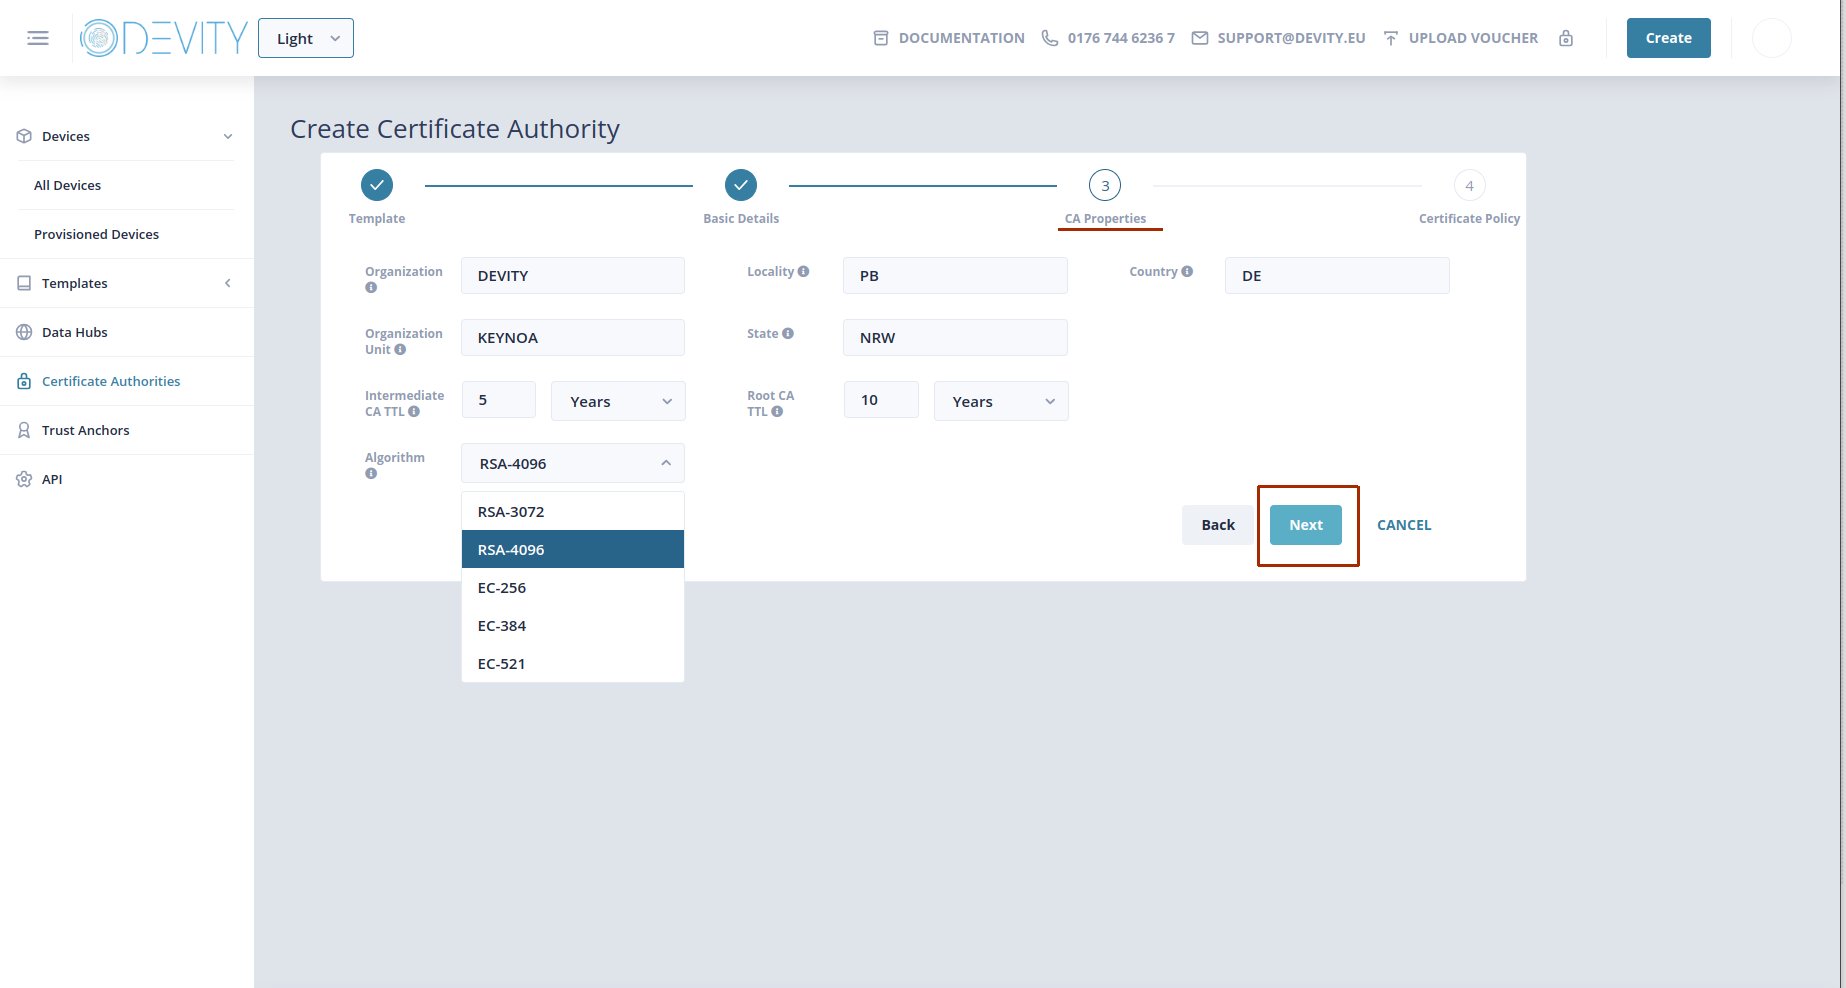 DEVITY
Light
DOCUMENTATION
0176 744 6236 7
SUPPORT@DEVITY.EU
UPLOAD VOUCHER
Create
Devices
All Devices
Provisioned Devices
Templates
Data Hubs
Certificate Authorities
Trust Anchors
API
Create Certificate Authority
3
4
Template
Basic Details
CA Properties
Certificate Policy
Organization
DEVITY
Locality
PB
Country
DE
Organization
Unit
KEYNOA
State
NRW
Intermediate
CA TTL
5
Years
Root CA
TTL
10
Years
Algorithm
RSA-4096
RSA-3072
RSA-4096
EC-256
EC-384
EC-521
Back
Next
CANCEL